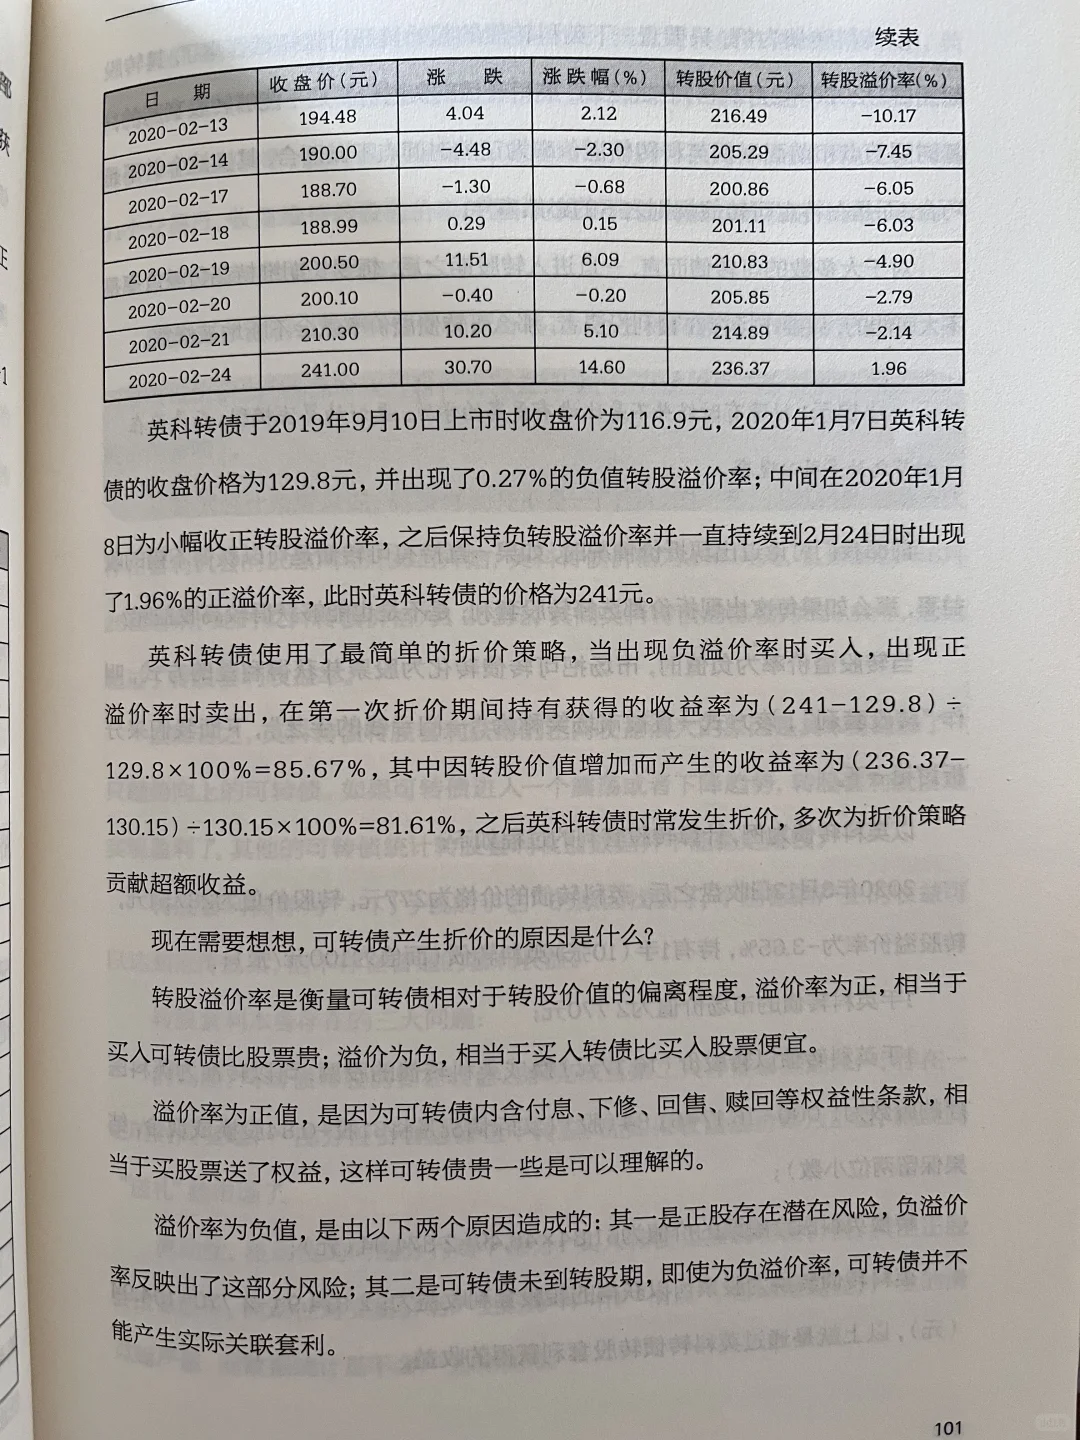 续表
日 期 收盘价(元) 涨 跌 涨跌幅(%) 转股价值(元) 转股溢价率(%)
2020-02-13 194.48 4.04 2.12 216.49 -10.17
2020-02-14 190.00 -4.48 -2.30 205.29 -7.45
2020-02-17 188.70 -1.30 -0.68 200.86 -6.05
2020-02-18 188.99 0.29 0.15 201.11 -6.03
2020-02-19 200.50 11.51 6.09 210.83 -4.90
2020-02-20 200.10 -0.40 -0.20 205.85 -2.79
2020-02-21 210.30 10.20 5.10 214.89 -2.14
2020-02-24 241.00 30.70 14.60 236.37 1.96
英科转债于2019年9月10日上市时收盘价为116.9元，2020年1月7日英科转
债的收盘价格为129.8元，并出现了0.27%的负值转股溢价率；中间在2020年1月
8日为小幅收正转股溢价率，之后保持负转股溢价率并一直持续到2月24日时出现
了1.96%的正溢价率，此时英科转债的价格为241元。
英科转债使用了最简单的折价策略，当出现负溢价率时买入，出现正
溢价率时卖出，在第一次折价期间持有获得的收益率为（241-129.8）÷
129.8×100%=85.67%，其中因转股价值增加而产生的收益率为（236.37-
130.15）÷130.15×100%=81.61%，之后英科转债时常发生折价，多次为折价策略
贡献超额收益。
现在需要想想，可转债产生折价的原因是什么？
转股溢价率是衡量可转债相对于转股价值的偏离程度，溢价率为正，相当于
买入可转债比股票贵；溢价为负，相当于买入转债比买入股票便宜。
溢价率为正值，是因为可转债内含付息、下修、回售、赎回等权益性条款，相
当于买股票送了权益，这样可转债贵一些是可以理解的。
溢价率为负值，是由以下两个原因造成的：其一是正股存在潜在风险，负溢价
率反映出了这部分风险；其二是可转债未到转股期，即使为负溢价率，可转债并不
能产生实际关联套利。
101